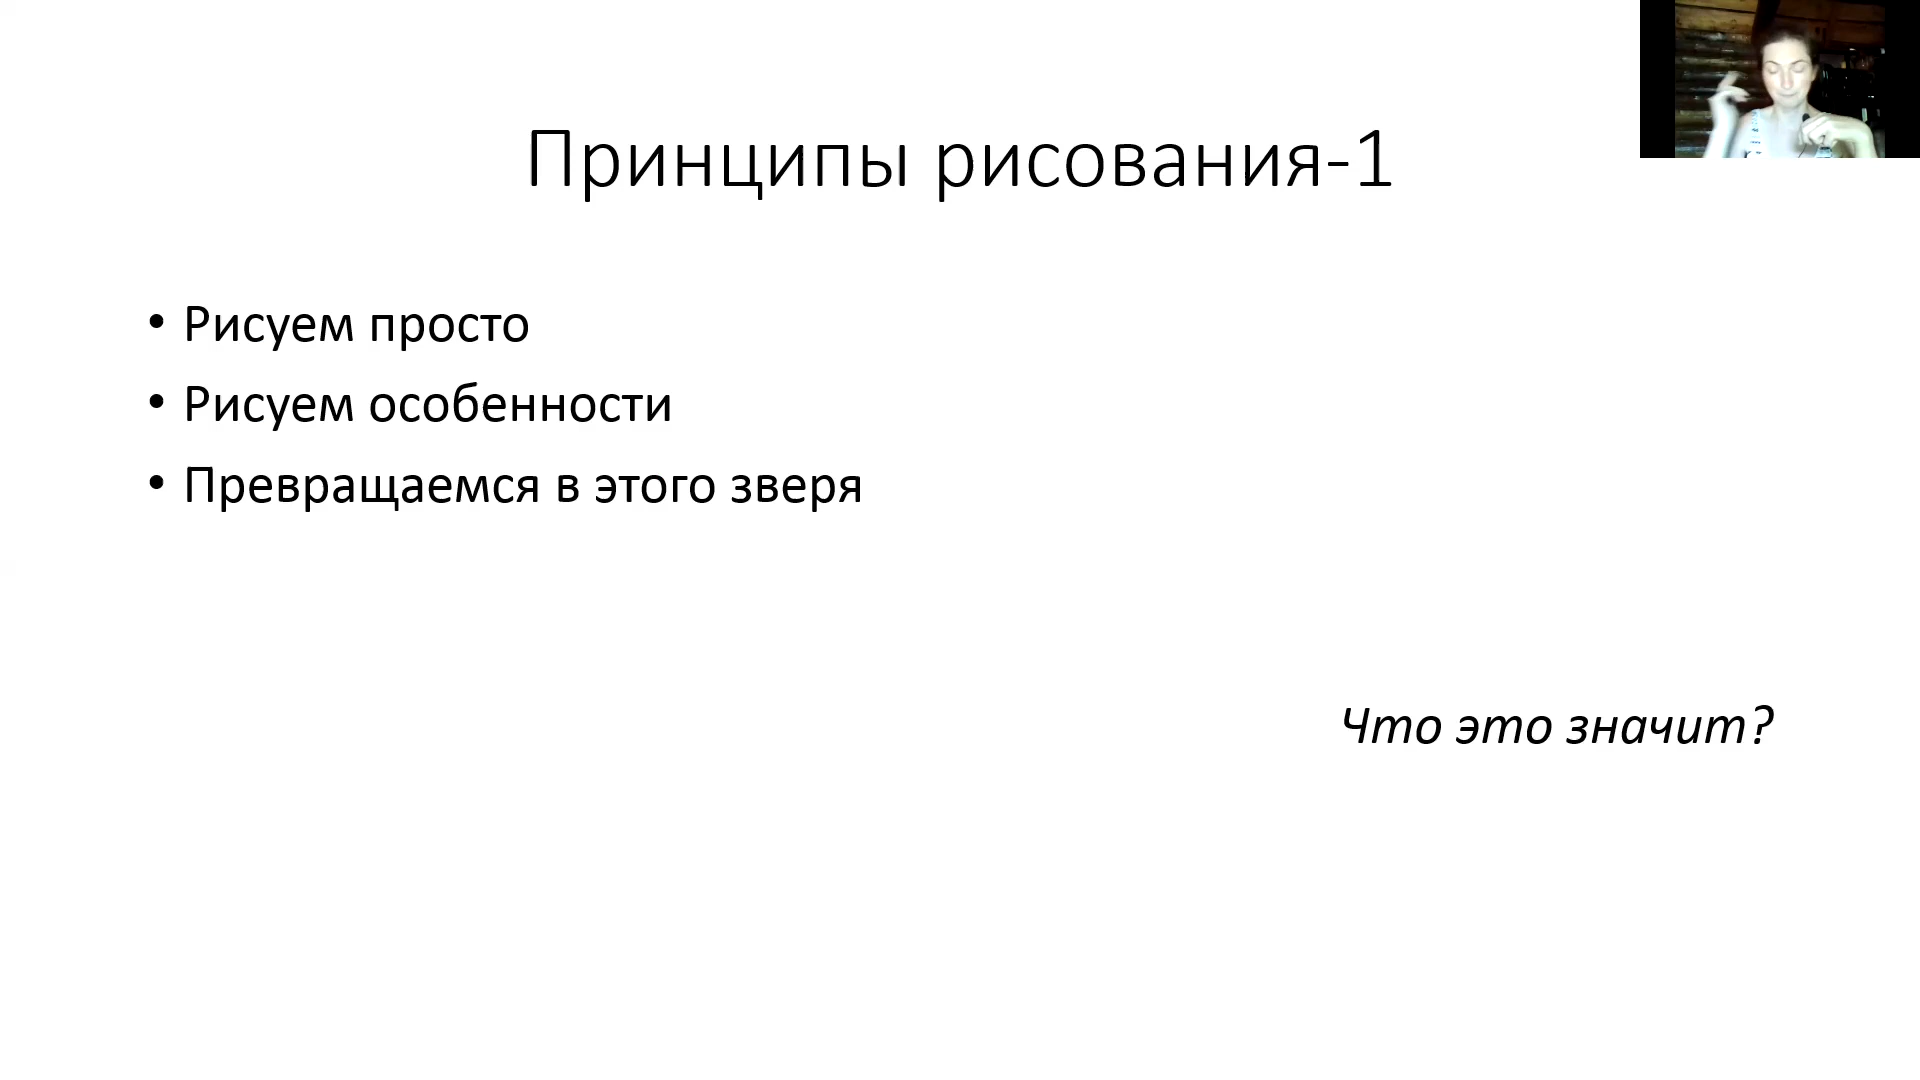 Принципы рисования-1
• Рисуем просто
• Рисуем особенности
• Превращаемся в этого зверя
Что это значит?